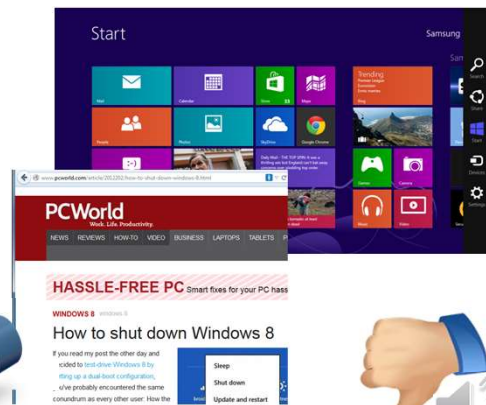 Start
Samsung
Search
Share
Start
Devices
Settings
Mail
Calendar
Store
Maps
People
Photos
SkyDrive
Google Chrome
Trending
Games
Camera
www.pcworld.com/article/2012202/how-to-shut-down-windows-8.html
PCWorld
Work. Life. Productivity.
NEWS REVIEWS HOW-TO VIDEO BUSINESS LAPTOPS TABLETS P
HASSLE-FREE PC Smart fixes for your PC hass
WINDOWS 8 windows 8
How to shut down Windows 8
If you read my post the other day and
cided to test-drive Windows 8 by
tting up a dual-boot configuration,
u've probably encountered the same
conundrum as every other user: How the
Sleep
Shut down
Update and restart